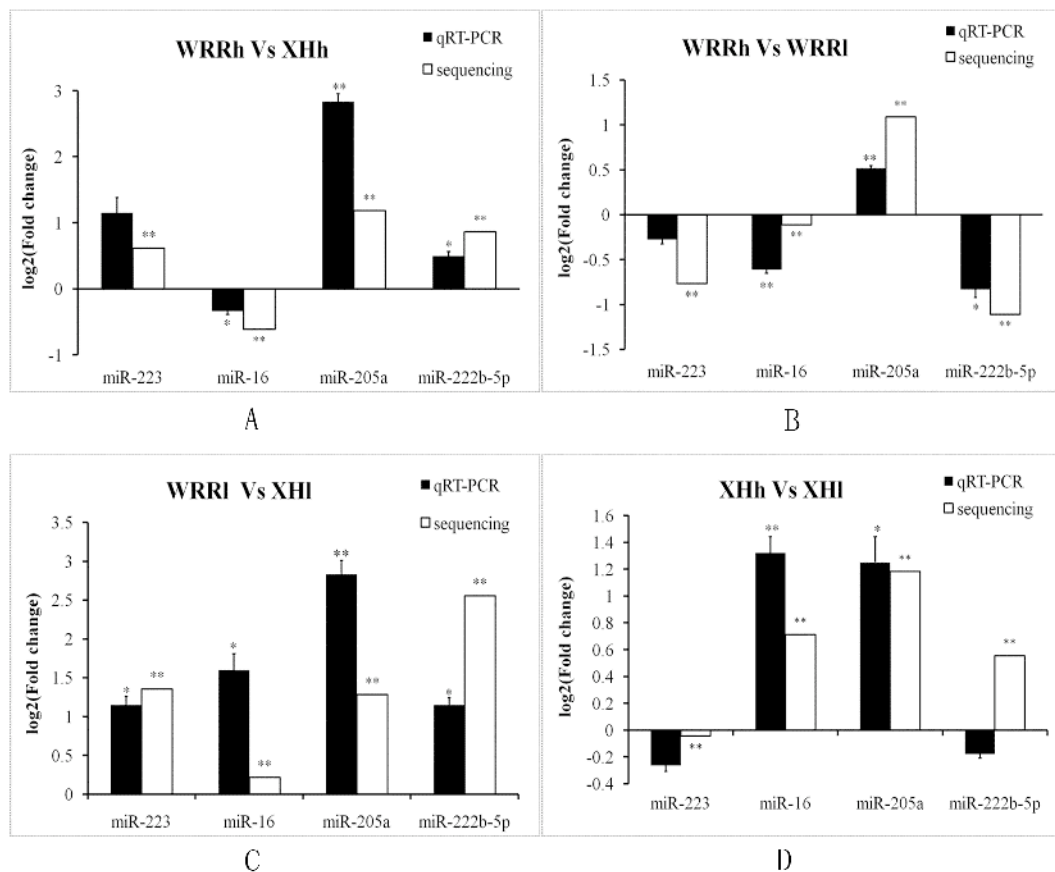 WRRh Vs XHh
qRT-PCR
sequencing
log2(Fold change)
3
2
1
0
-1
**
**
*
**
**
*
**
miR-223 miR-16 miR-205a miR-222b-5p
A
WRRh Vs WRRl
qRT-PCR
sequencing
log2(Fold change)
1.5
1
0.5
0
-0.5
-1
-1.5
**
**
**
**
**
*
**
miR-223 miR-16 miR-205a miR-222b-5p
B
WRRl Vs XHl
qRT-PCR
sequencing
log2(Fold change)
3.5
3
2.5
2
1.5
1
0.5
0
*
**
*
**
**
**
*
**
miR-223 miR-16 miR-205a miR-222b-5p
C
XHh Vs XHl
qRT-PCR
sequencing
log2(Fold change)
1.6
1.4
1.2
1
0.8
0.6
0.4
0.2
0
-0.2
-0.4
**
**
**
*
**
**
miR-223 miR-16 miR-205a miR-222b-5p
D